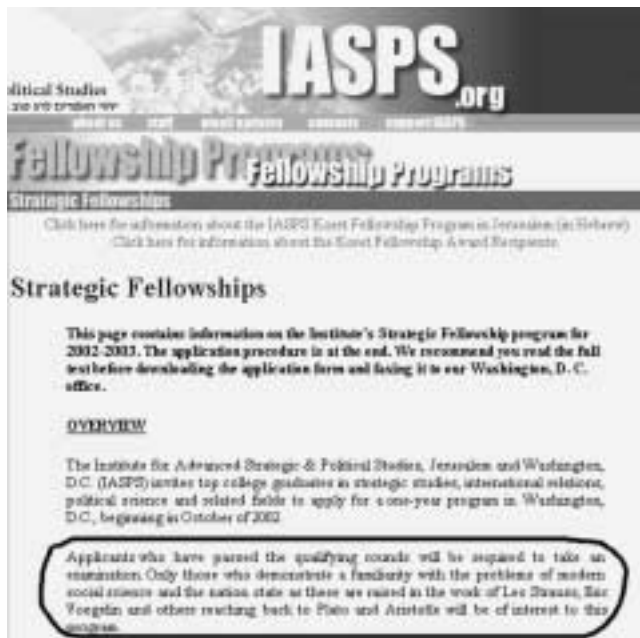 IASPS
.org
litical Studies
about us staff publications contacts support IASPS
Fellowship Programs
Fellowship Programs
Strategic Fellowships
Click here for information about the IASPS Koret Fellowship Program in Jerusalem (in Hebrew)
Click here for information about the Koret Fellowship Award Recipients
Strategic Fellowships
This page contains information on the Institute's Strategic Fellowship program for
2002-2003. The application procedure is at the end. We recommend you read the full
text before downloading the application form and faxing it to our Washington, D. C.
office.
OVERVIEW
The Institute for Advanced Strategic & Political Studies, Jerusalem and Washington,
D.C. (IASPS) invites top college graduates in strategic studies, international relations,
political science and related fields to apply for a one-year program in Washington,
D.C., beginning in October of 2002
Applicants who have passed the qualifying rounds will be required to take an
examination. Only those who demonstrate a familiarity with the problems of modern
social science and the nation state as these are raised in the work of Leo Strauss, Eric
Voegelin and others reaching back to Plato and Aristotle will be of interest to this
program.